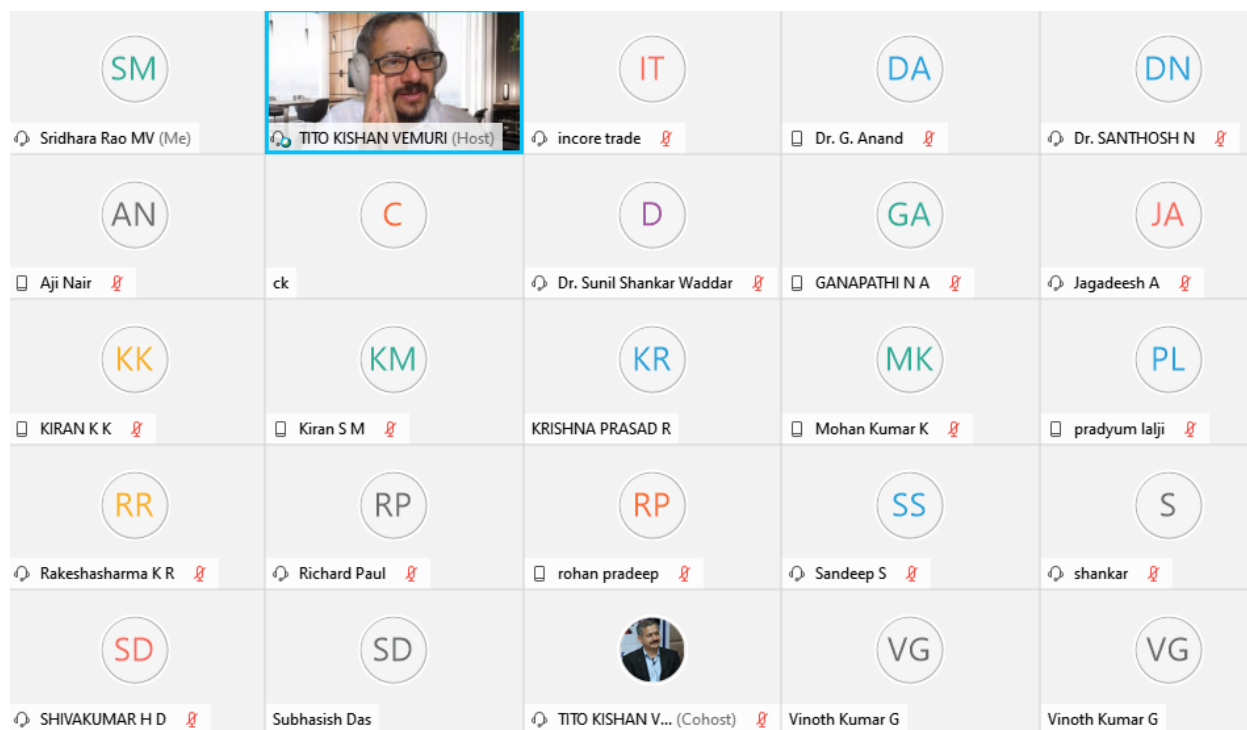 SM
Sridhara Rao MV (Me)
TITO KISHAN VEMURI (Host)
IT
incore trade
DA
Dr. G. Anand
DN
Dr. SANTHOSH N
AN
Aji Nair
C
ck
D
Dr. Sunil Shankar Waddar
GA
GANAPATHI N A
JA
Jagadeesh A
KK
KIRAN K K
KM
Kiran S M
KR
KRISHNA PRASAD R
MK
Mohan Kumar K
PL
pradyum lalji
RR
Rakeshasharma K R
RP
Richard Paul
RP
rohan pradeep
SS
Sandeep S
S
shankar
SD
SHIVAKUMAR H D
SD
Subhasish Das
TITO KISHAN V... (Cohost)
VG
Vinoth Kumar G
VG
Vinoth Kumar G